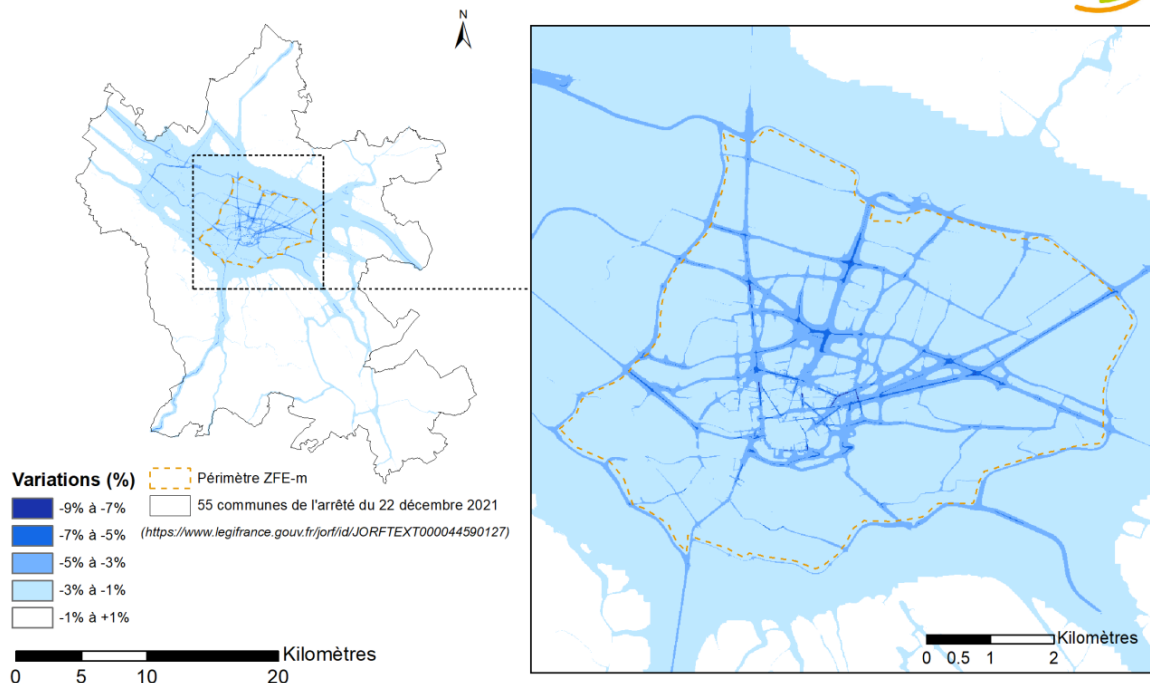 N
Variations (%)
-9% à -7%
-7% à -5%
-5% à -3%
-3% à -1%
-1% à +1%
Périmètre ZFE-m
55 communes de l'arrêté du 22 décembre 2021
(https://www.legifrance.gouv.fr/jorf/id/JORFTEXT000044590127)
Kilomètres
0 5 10 20
Kilomètres
0 0.5 1 2